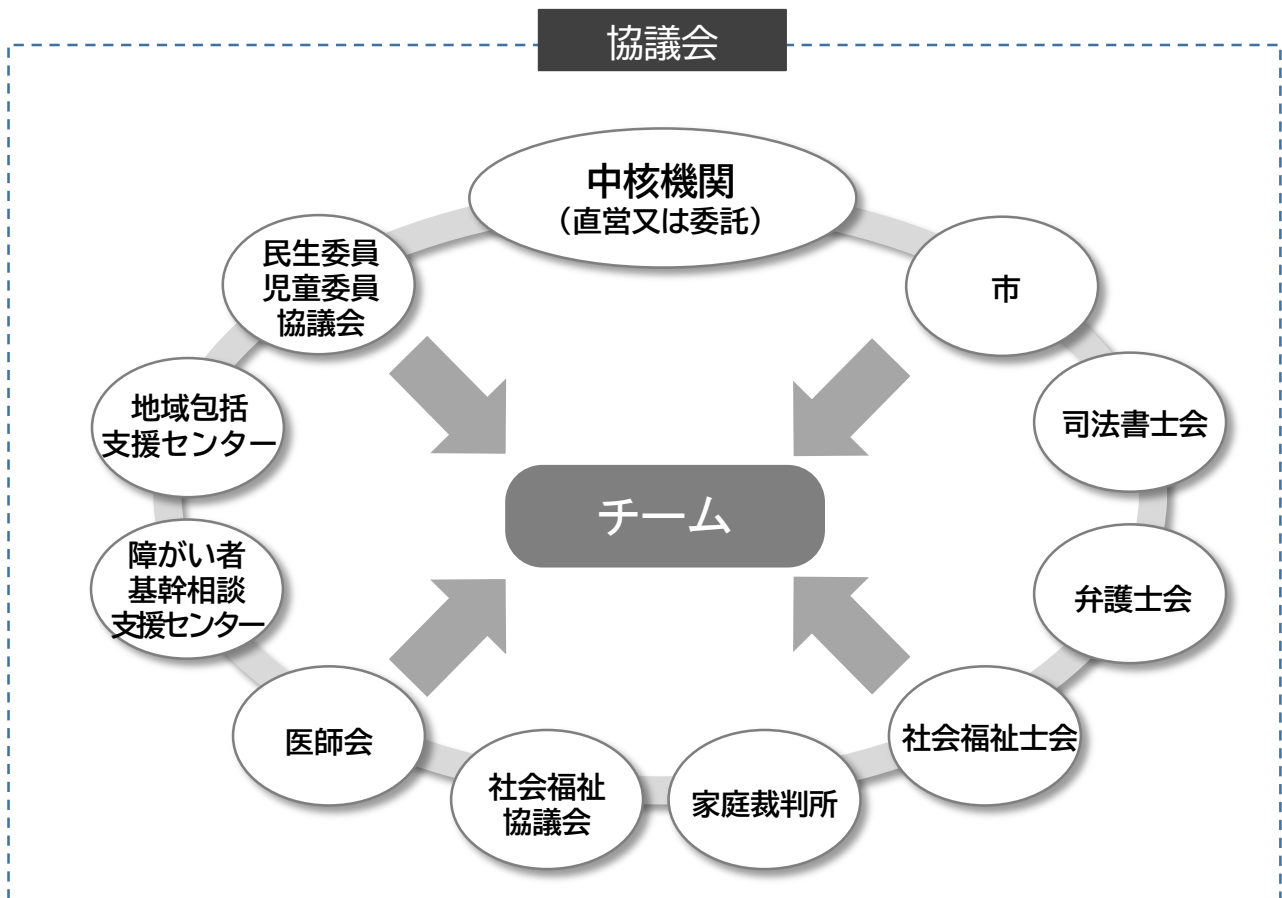 協議会
中核機関
（直営又は委託）
市
司法書士会
弁護士会
社会福祉士会
家庭裁判所
社会福祉
協議会
医師会
障がい者
基幹相談
支援センター
地域包括
支援センター
民生委員
児童委員
協議会
チーム